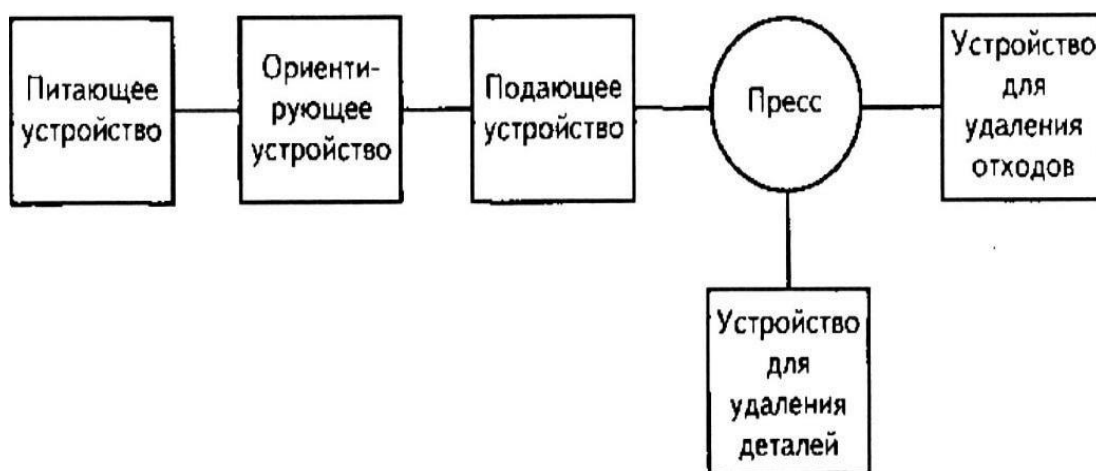 Питающее
устройство
Ориенти-
рующее
устройство
Подающее
устройство
Пресс
Устройство
для
удаления
отходов
Устройство
для
удаления
деталей